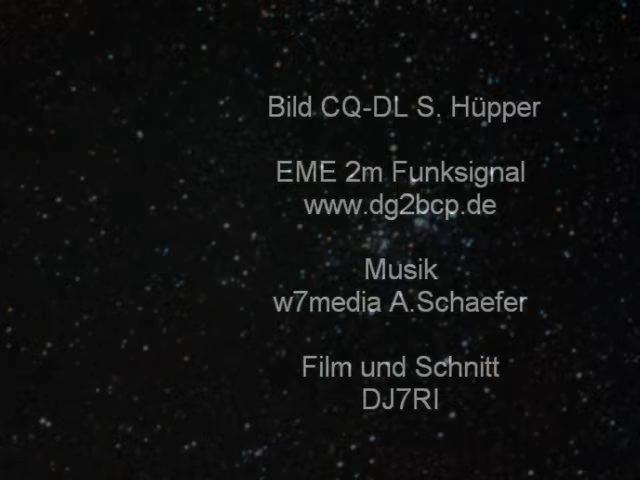 Bild CQ-DL S. Hüpper
EME 2m Funksignal
www.dg2bcp.de
Musik
w7media A.Schaefer
Film und Schnitt
DJ7RI